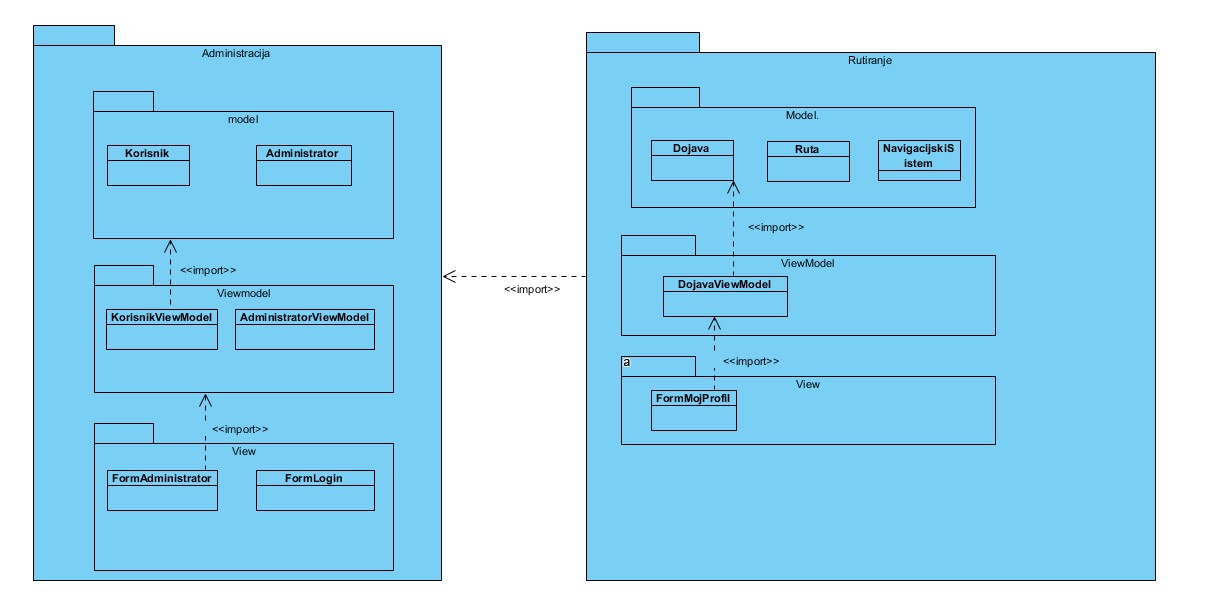 Administracija
model
Korisnik
Administrator
<<import>>
Viewmodel
KorisnikViewModel
AdministratorViewModel
<<import>>
View
FormAdministrator
FormLogin
<<import>>
Rutiranje
Model.
Dojava
Ruta
NavigacijskiS
istem
<<import>>
ViewModel
DojavaViewModel
<<import>>
a
View
FormMojProfil